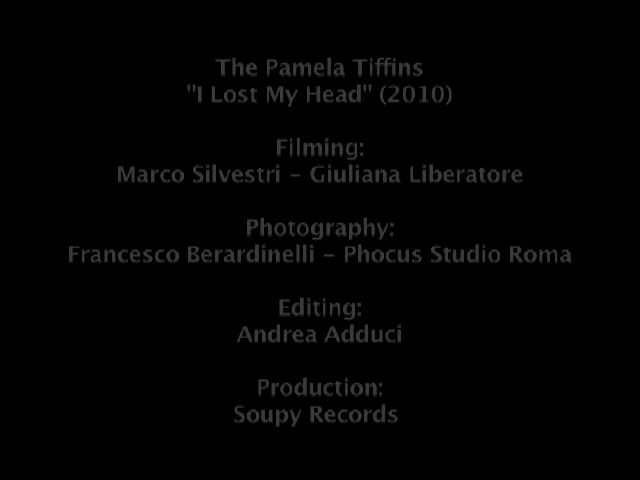 The Pamela Tiffins
"I Lost My Head" (2010)
Filming:
Marco Silvestri - Giuliana Liberatore
Photography:
Francesco Berardinelli - Phocus Studio Roma
Editing:
Andrea Adduci
Production:
Soupy Records